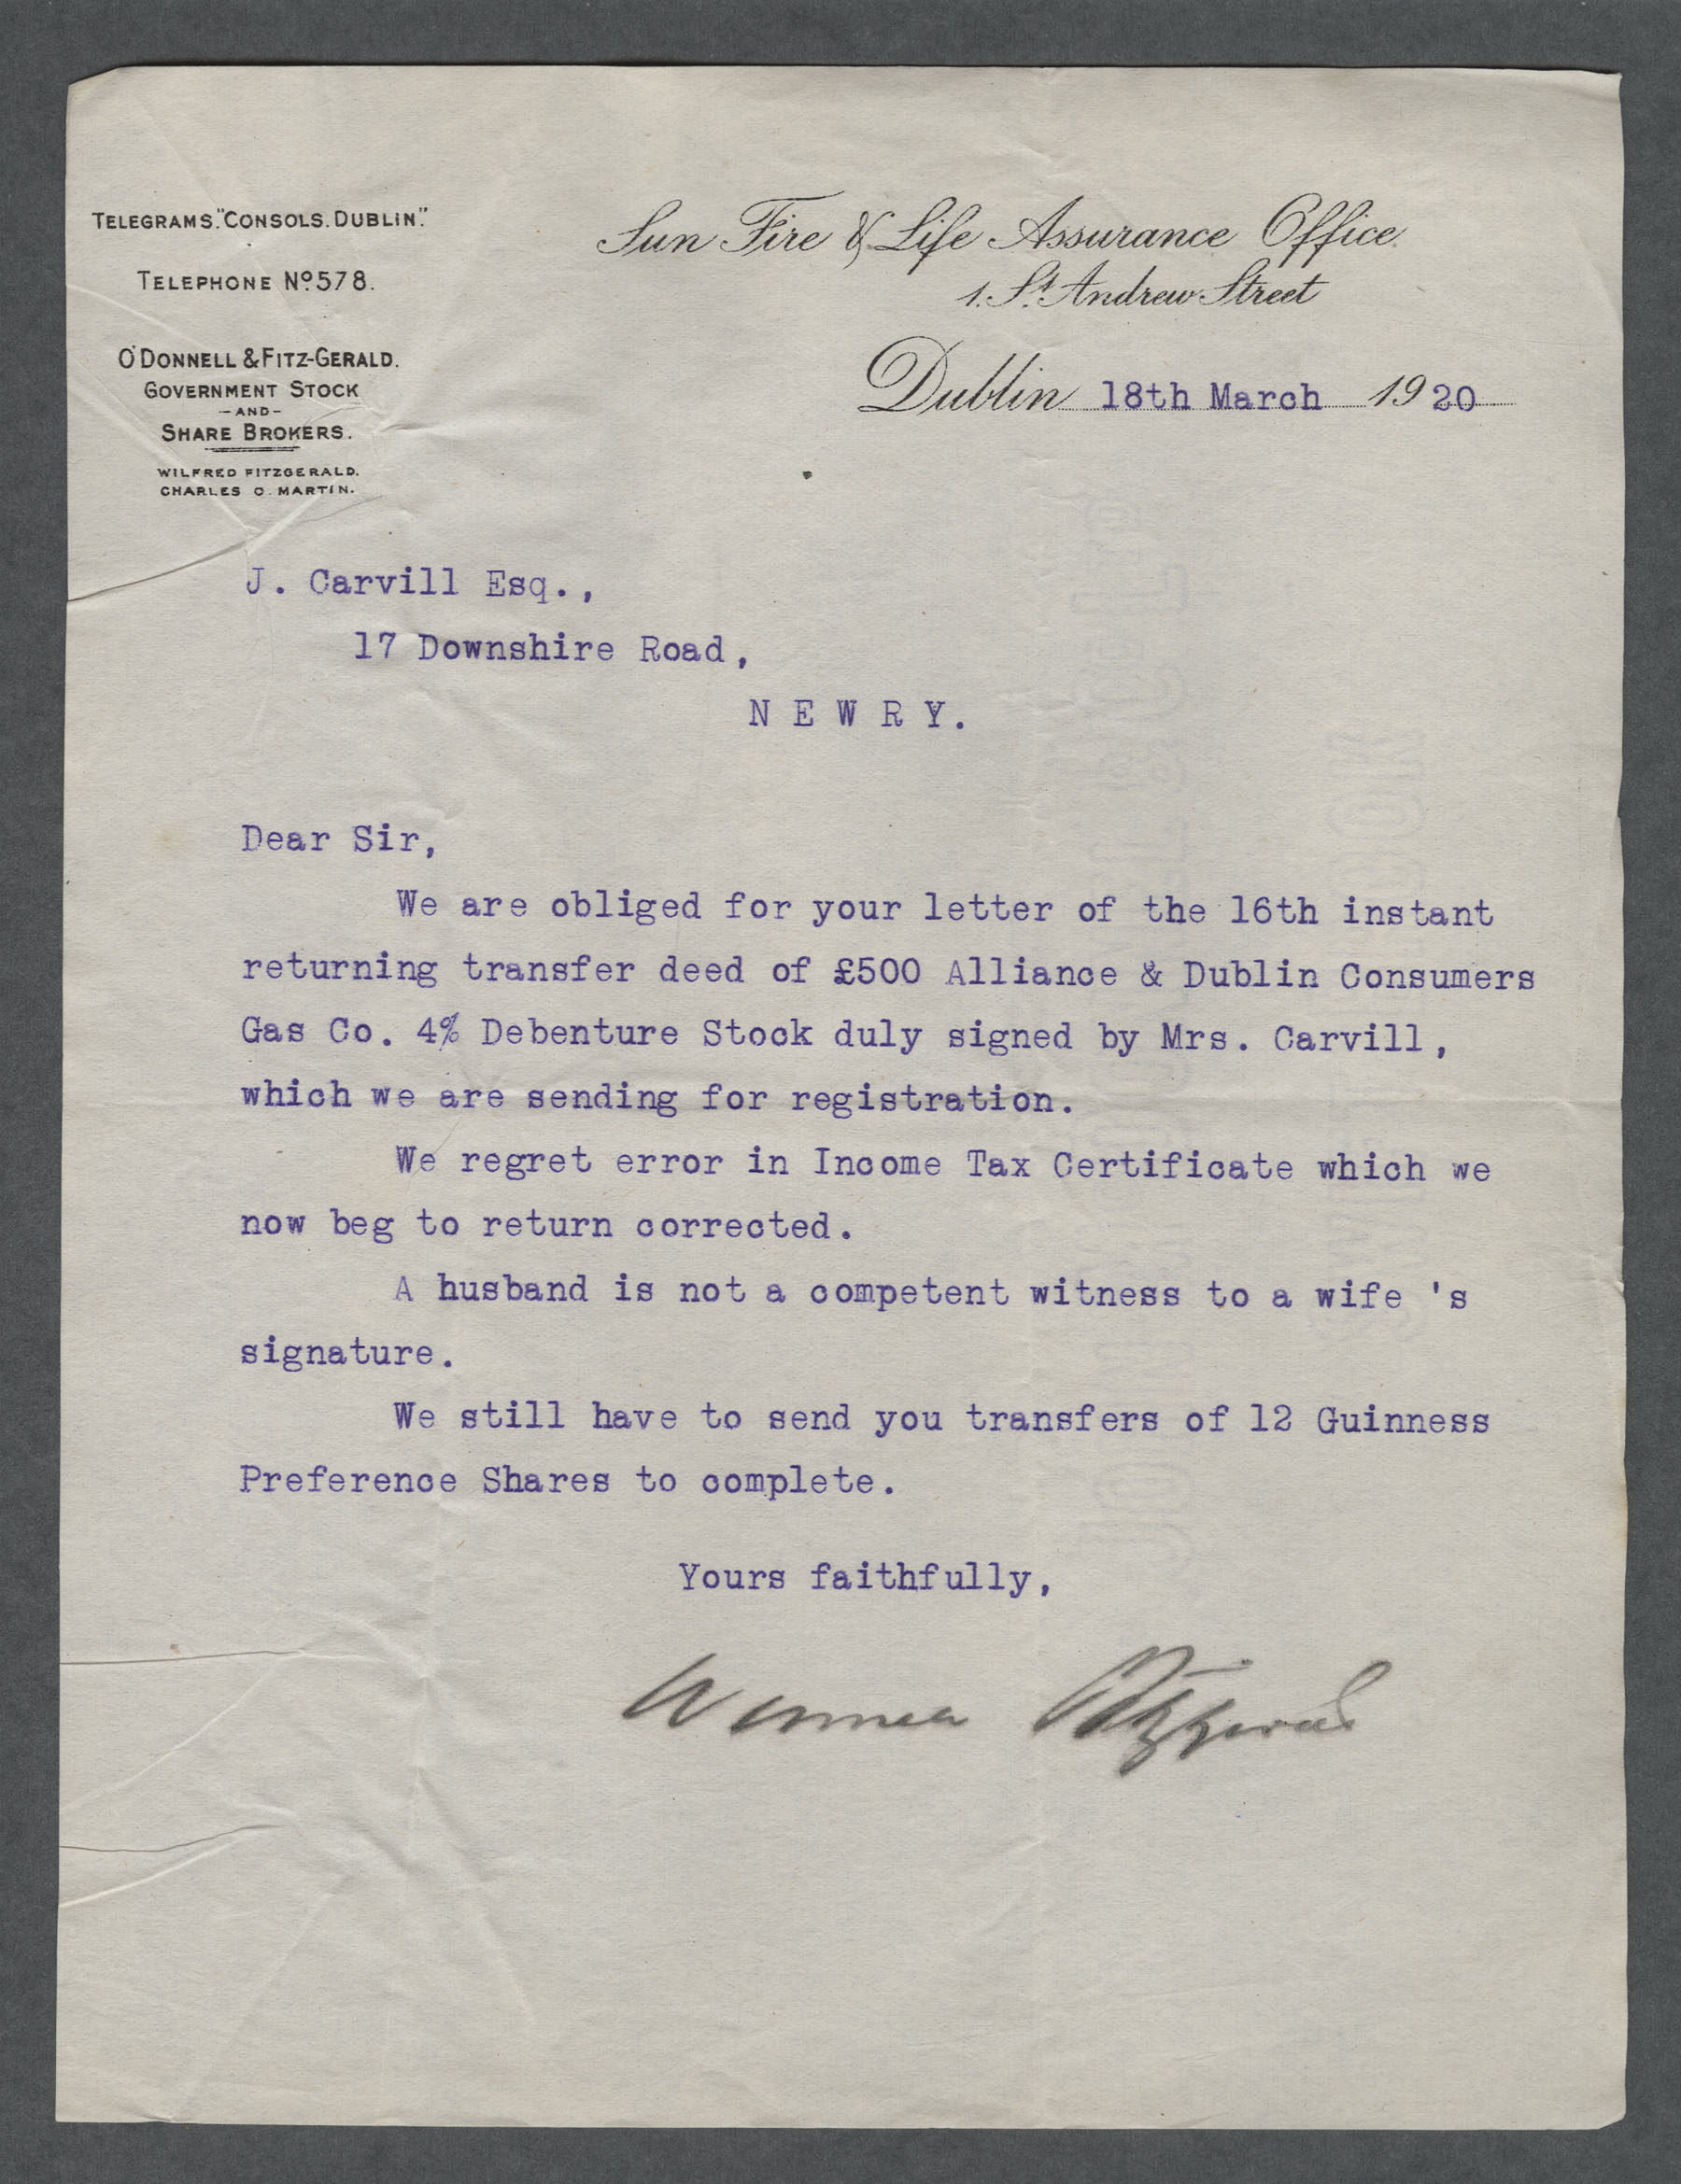 TELEGRAMS. "CONSOLS. DUBLIN."
TELEPHONE Nº 578.
O'DONNELL & FITZ-GERALD.
GOVERNMENT STOCK
-AND-
SHARE BROKERS.
WILFRED FITZGERALD.
CHARLES O. MARTIN.
Sun Fire & Life Assurance Office.
1. St. Andrew Street
Dublin 18th March 1920
J. Carvill Esq.,
17 Downshire Road,
N E W R Y.
Dear Sir,
We are obliged for your letter of the 16th instant
returning transfer deed of £500 Alliance & Dublin Consumers
Gas Co. 4% Debenture Stock duly signed by Mrs. Carvill,
which we are sending for registration.
We regret error in Income Tax Certificate which we
now beg to return corrected.
A husband is not a competent witness to a wife 's
signature.
We still have to send you transfers of 12 Guinness
Preference Shares to complete.
Yours faithfully,
Fitzgerald